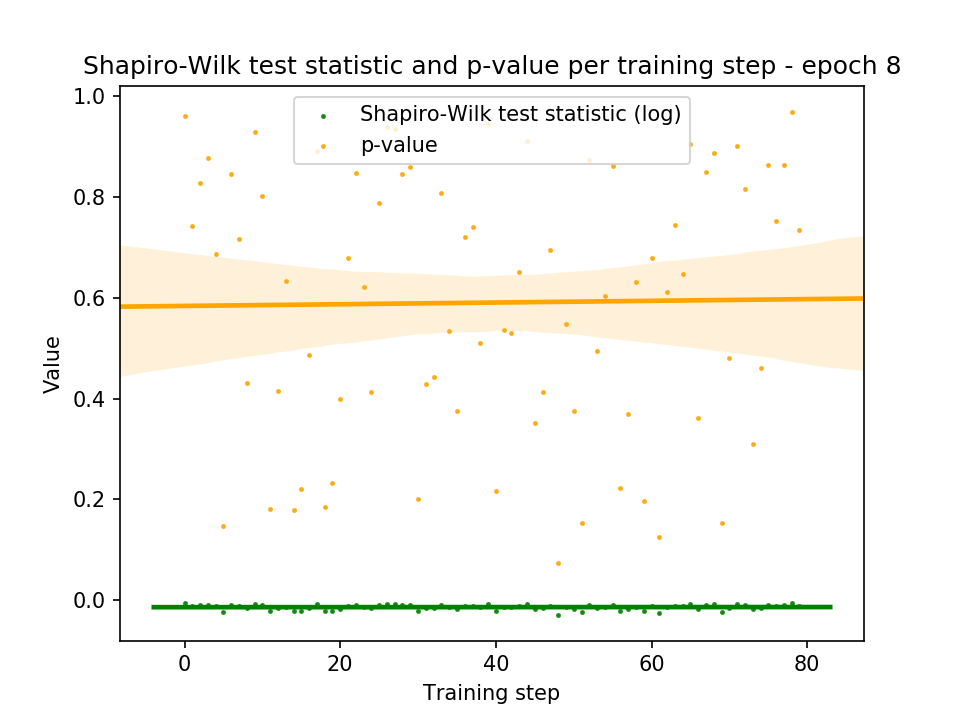 Shapiro-Wilk test statistic and p-value per training step - epoch 8
Shapiro-Wilk test statistic (log)
p-value
1.0
0.8
0.6
0.4
0.2
0.0
Value
0 20 40 60 80
Training step